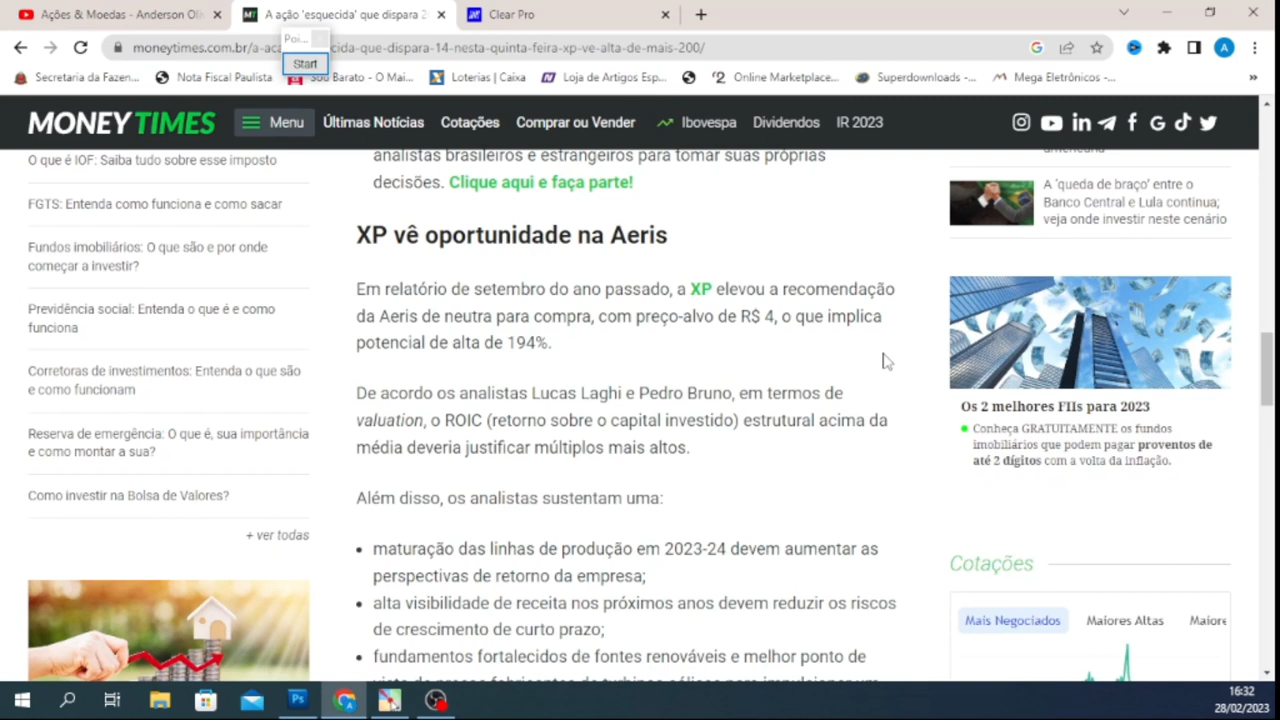 Ações & Moedas - Anderson Oli
A ação 'esquecida' que dispara 2
Clear Pro
Poi...
Start
moneytimes.com.br/a-aca
cida-que-dispara-14-nesta-quinta-feira-xp-ve-alta-de-mais-200/
A
Secretaria da Fazen...
Nota Fiscal Paulista
Sou Barato - O Mai...
Loterias | Caixa
Loja de Artigos Esp...
Online Marketplace...
Superdownloads -...
Mega Eletrônicos -...
»
MONEY TIMES
Menu
Últimas Notícias
Cotações
Comprar ou Vender
Ibovespa
Dividendos
IR 2023
O que é IOF: Saiba tudo sobre esse imposto
FGTS: Entenda como funciona e como sacar
Fundos imobiliários: O que são e por onde
começar a investir?
Previdência social: Entenda o que é e como
funciona
Corretoras de investimentos: Entenda o que são
e como funcionam
Reserva de emergência: O que é, sua importância
e como montar a sua?
Como investir na Bolsa de Valores?
+ ver todas
analistas brasileiros e estrangeiros para tomar suas próprias
decisões. Clique aqui e faça parte!
XP vê oportunidade na Aeris
Em relatório de setembro do ano passado, a XP elevou a recomendação
da Aeris de neutra para compra, com preço-alvo de R$ 4, o que implica
potencial de alta de 194%.
De acordo os analistas Lucas Laghi e Pedro Bruno, em termos de
valuation, o ROIC (retorno sobre o capital investido) estrutural acima da
média deveria justificar múltiplos mais altos.
Além disso, os analistas sustentam uma:
• maturação das linhas de produção em 2023-24 devem aumentar as
perspectivas de retorno da empresa;
• alta visibilidade de receita nos próximos anos devem reduzir os riscos
de crescimento de curto prazo;
• fundamentos fortalecidos de fontes renováveis e melhor ponto de
americana
A 'queda de braço' entre o
Banco Central e Lula continua;
veja onde investir neste cenário
Os 2 melhores FIIs para 2023
Conheça GRATUITAMENTE os fundos
imobiliários que podem pagar proventos de
até 2 dígitos com a volta da inflação.
Cotações
Mais Negociados
Maiores Altas
Maiore
Ps
16:32
28/02/2023